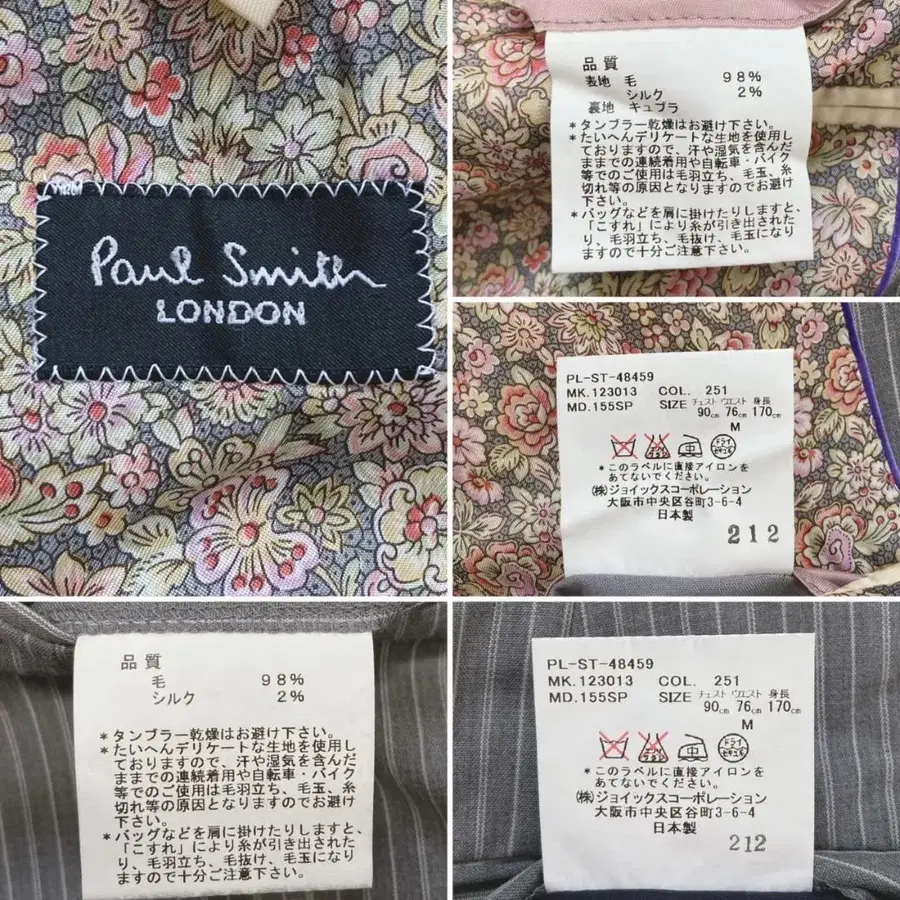 Paul Smith
LONDON
品質
表地 毛 98%
シルク 2%
裏地 キュプラ
*タンブラー乾燥はお避け下さい。
*たいへんデリケートな生地を使用し
ておりますので、汗や湿気を含んだ
ままでの連続着用や自転車・バイク
等でのご使用は毛羽立ち、毛玉、糸
切れ等の原因となりますのでお避け
下さい。
*バッグなどを肩に掛けたりしますと、
「こすれ」により糸が引き出された
り、毛羽立ち、毛抜け、毛玉になり
ますので十分ご注意下さい。
PL-ST-48459
MK.123013 COL. 251
MD.155SP SIZE チェスト ウエスト 身長
90cm 76cm 170cm
M
ドライ
セキユ系
*このラベルに直接アイロンを
あてないでください。
(株)ジョイックスコーポレーション
大阪市中央区谷町3-6-4
日本製
212
品質
毛 98%
シルク 2%
*タンブラー乾燥はお避け下さい。
*たいへんデリケートな生地を使用し
ておりますので、汗や湿気を含んだ
ままでの連続着用や自転車・バイク
等でのご使用は毛羽立ち、毛玉、糸
切れ等の原因となりますのでお避け
下さい。
*バッグなどを肩に掛けたりしますと、
「こすれ」により糸が引き出された
り、毛羽立ち、毛抜け、毛玉になり
ますので十分ご注意下さい。
PL-ST-48459
MK.123013 COL. 251
MD.155SP SIZE チェスト ウエスト 身長
90cm 76cm 170cm
M
ドライ
セキユ系
*このラベルに直接アイロンを
あてないでください。
(株)ジョイックスコーポレーション
大阪市中央区谷町3-6-4
日本製
212